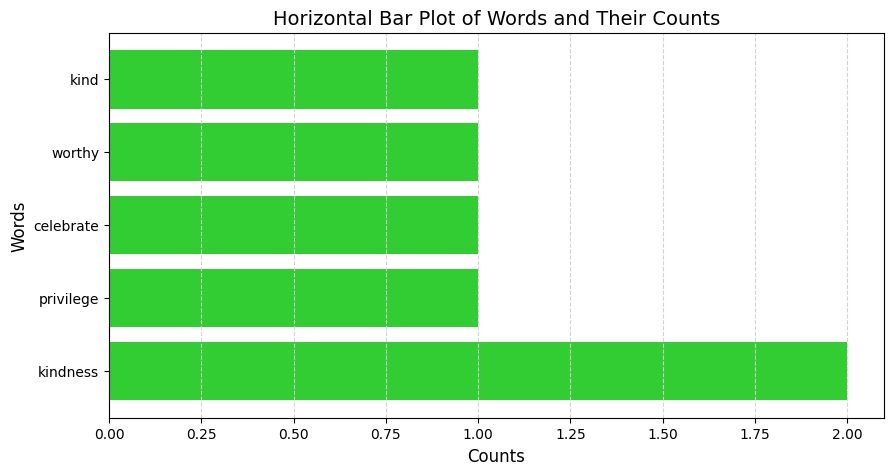 Horizontal Bar Plot of Words and Their Counts
kind
worthy
celebrate
privilege
kindness
Words
0.00 0.25 0.50 0.75 1.00 1.25 1.50 1.75 2.00
Counts